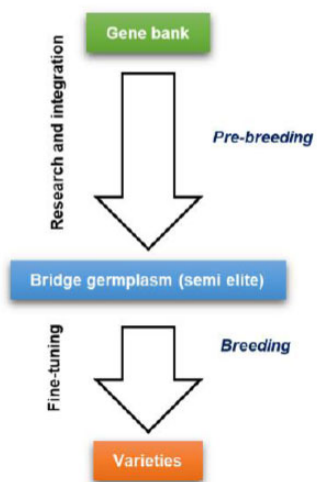 Gene bank
Research and integration
Pre-breeding
Bridge germplasm (semi elite)
Fine-tuning
Breeding
Varieties